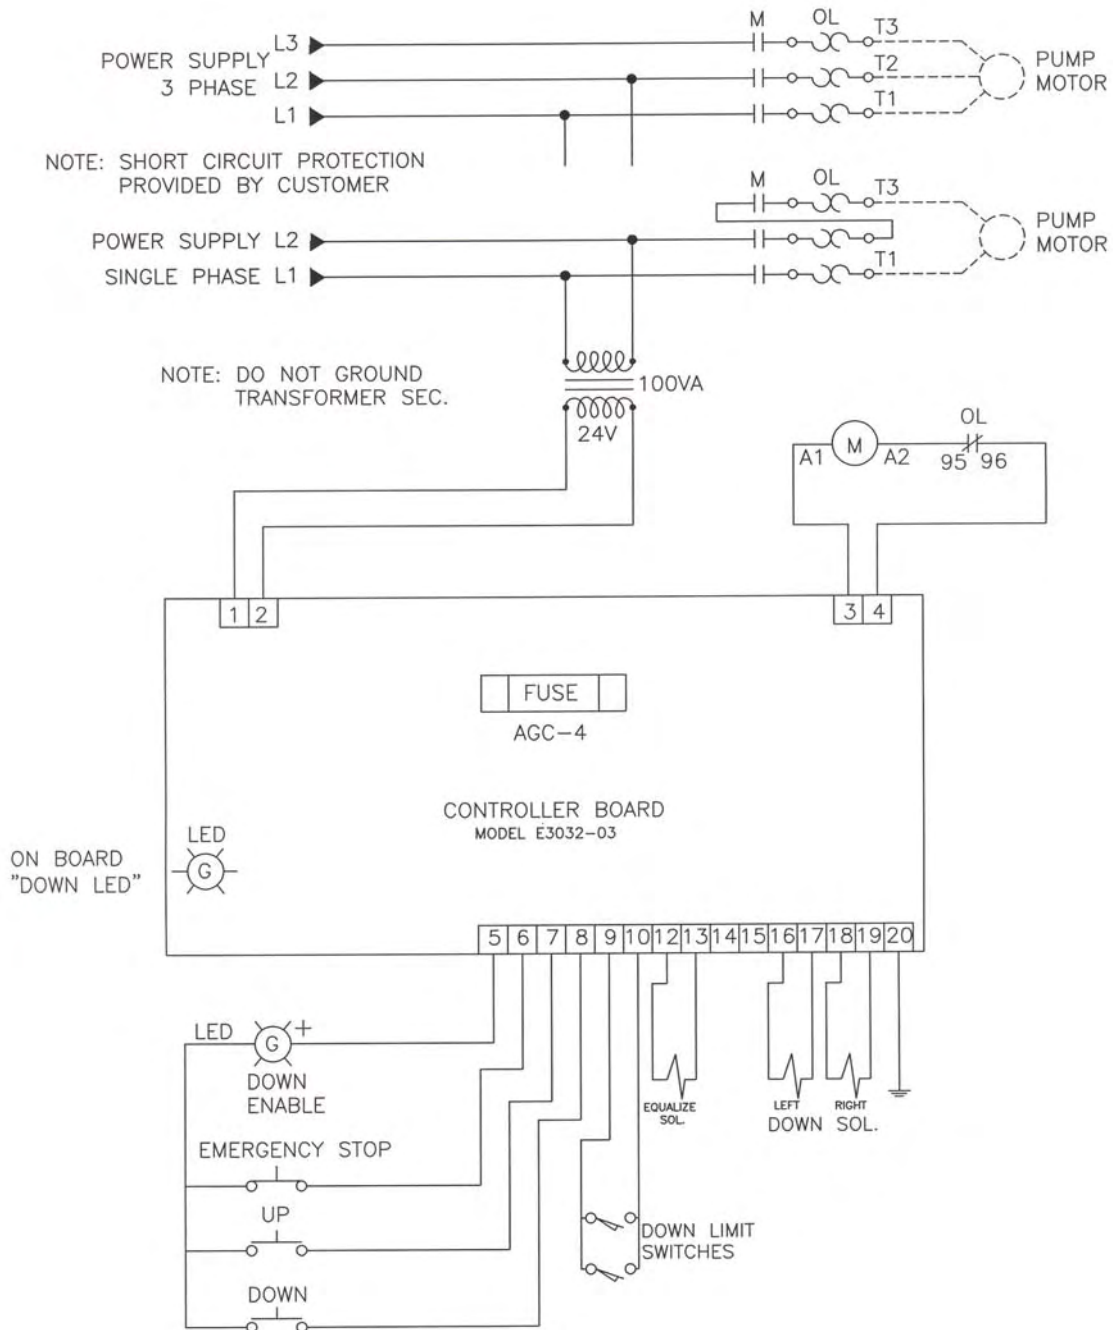 M OL T3
POWER SUPPLY L3
3 PHASE L2 T2
L1 T1
PUMP
MOTOR
NOTE: SHORT CIRCUIT PROTECTION
PROVIDED BY CUSTOMER
M OL T3
POWER SUPPLY L2
SINGLE PHASE L1 T1
PUMP
MOTOR
NOTE: DO NOT GROUND
TRANSFORMER SEC.
100VA
24V
OL
A1 M A2 95 96
1 2 3 4
FUSE
AGC-4
CONTROLLER BOARD
MODEL E3032-03
LED
G
ON BOARD
"DOWN LED"
5 6 7 8 9 10 12 13 14 15 16 17 18 19 20
LED G +
DOWN
ENABLE
EQUALIZE
SOL.
LEFT RIGHT
DOWN SOL.
EMERGENCY STOP
UP
DOWN LIMIT
SWITCHES
DOWN